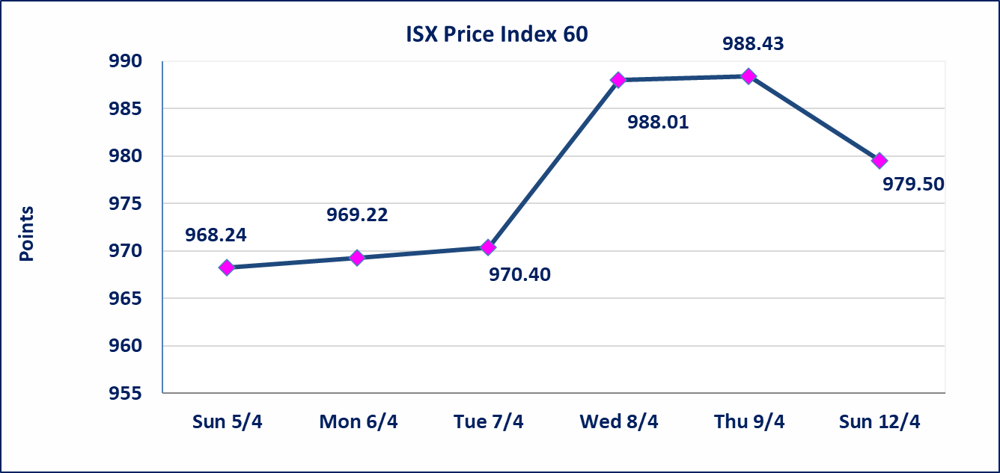 ISX Price Index 60
Points
990
985
980
975
970
965
960
955
968.24
969.22
970.40
988.01
988.43
979.50
Sun 5/4
Mon 6/4
Tue 7/4
Wed 8/4
Thu 9/4
Sun 12/4